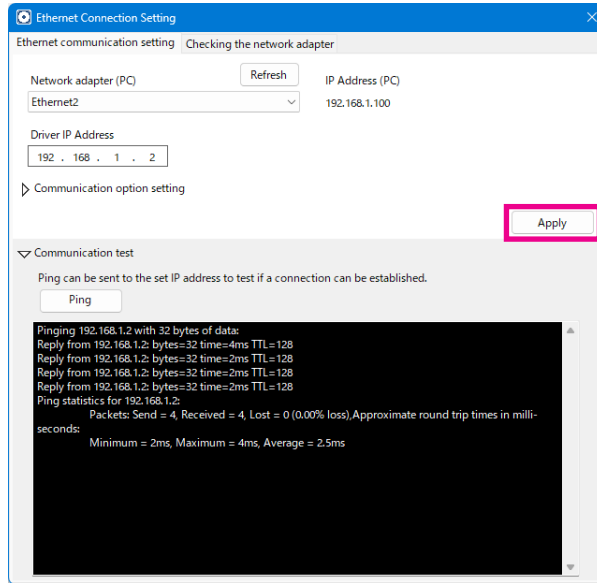 Ethernet Connection Setting
Ethernet communication setting Checking the network adapter
Network adapter (PC) Refresh IP Address (PC)
Ethernet2 192.168.1.100
Driver IP Address
192 . 168 . 1 . 2
Communication option setting
Apply
Communication test
Ping can be sent to the set IP address to test if a connection can be established.
Ping
Pinging 192.168.1.2 with 32 bytes of data:
Reply from 192.168.1.2: bytes=32 time=4ms TTL=128
Reply from 192.168.1.2: bytes=32 time=2ms TTL=128
Reply from 192.168.1.2: bytes=32 time=2ms TTL=128
Reply from 192.168.1.2: bytes=32 time=2ms TTL=128
Ping statistics for 192.168.1.2:
Packets: Send = 4, Received = 4, Lost = 0 (0.00% loss),Approximate round trip times in milli-
seconds:
Minimum = 2ms, Maximum = 4ms, Average = 2.5ms